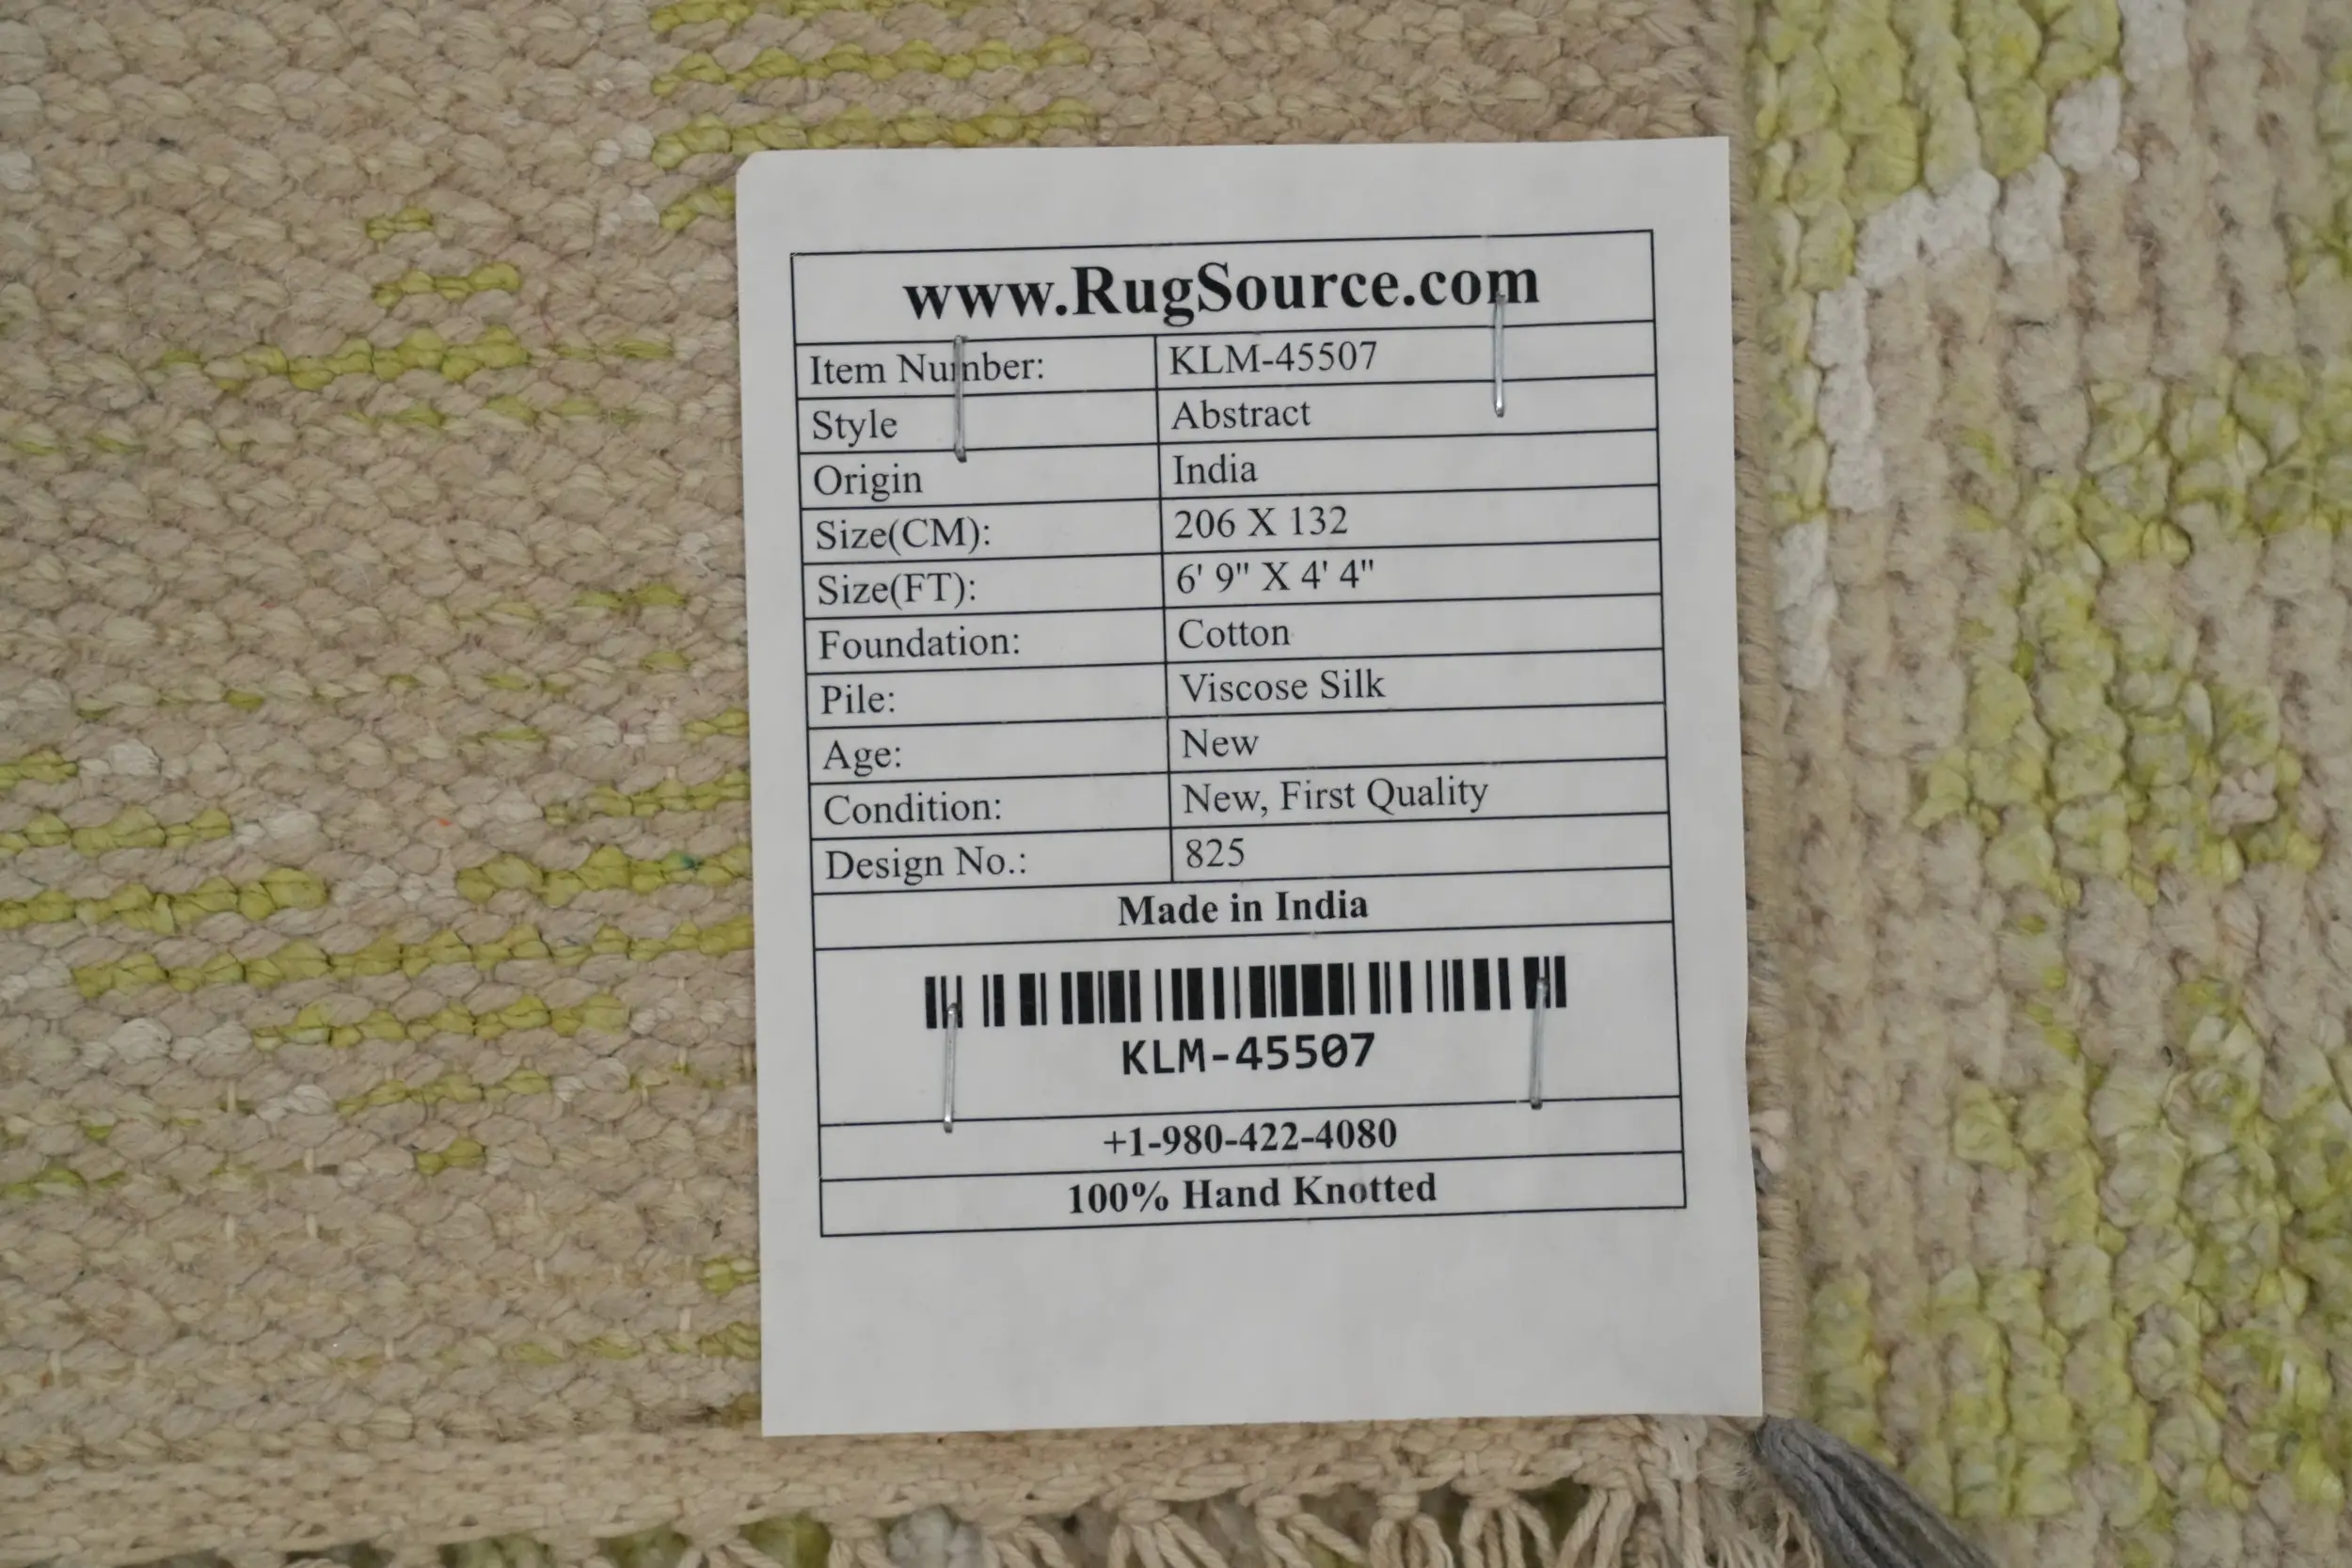 www.RugSource.com
Item Number: KLM-45507
Style Abstract
Origin India
Size(CM): 206 X 132
Size(FT): 6' 9" X 4' 4"
Foundation: Cotton
Pile: Viscose Silk
Age: New
Condition: New, First Quality
Design No.: 825
Made in India
KLM-45507
+1-980-422-4080
100% Hand Knotted